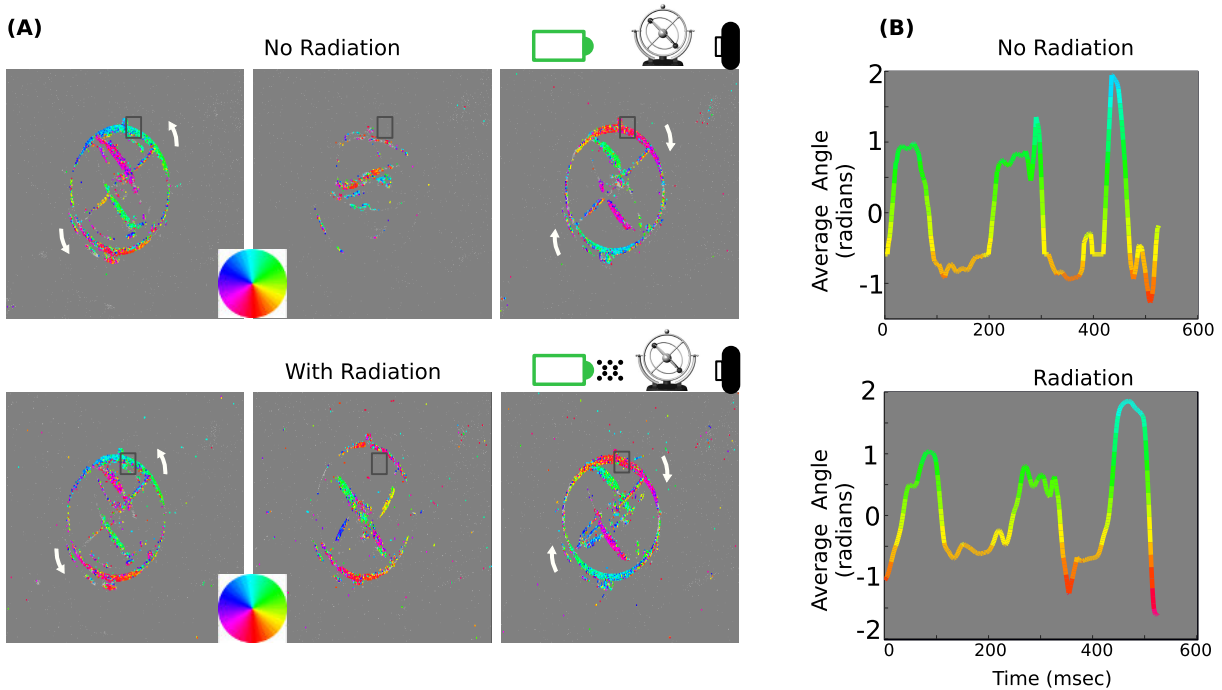 (A)
No Radiation
With Radiation
(B)
No Radiation
Average Angle
(radians)
2
1
0
-1
0
200
400
600
Radiation
Average Angle
(radians)
2
1
0
-1
-2
0
200
400
600
Time (msec)